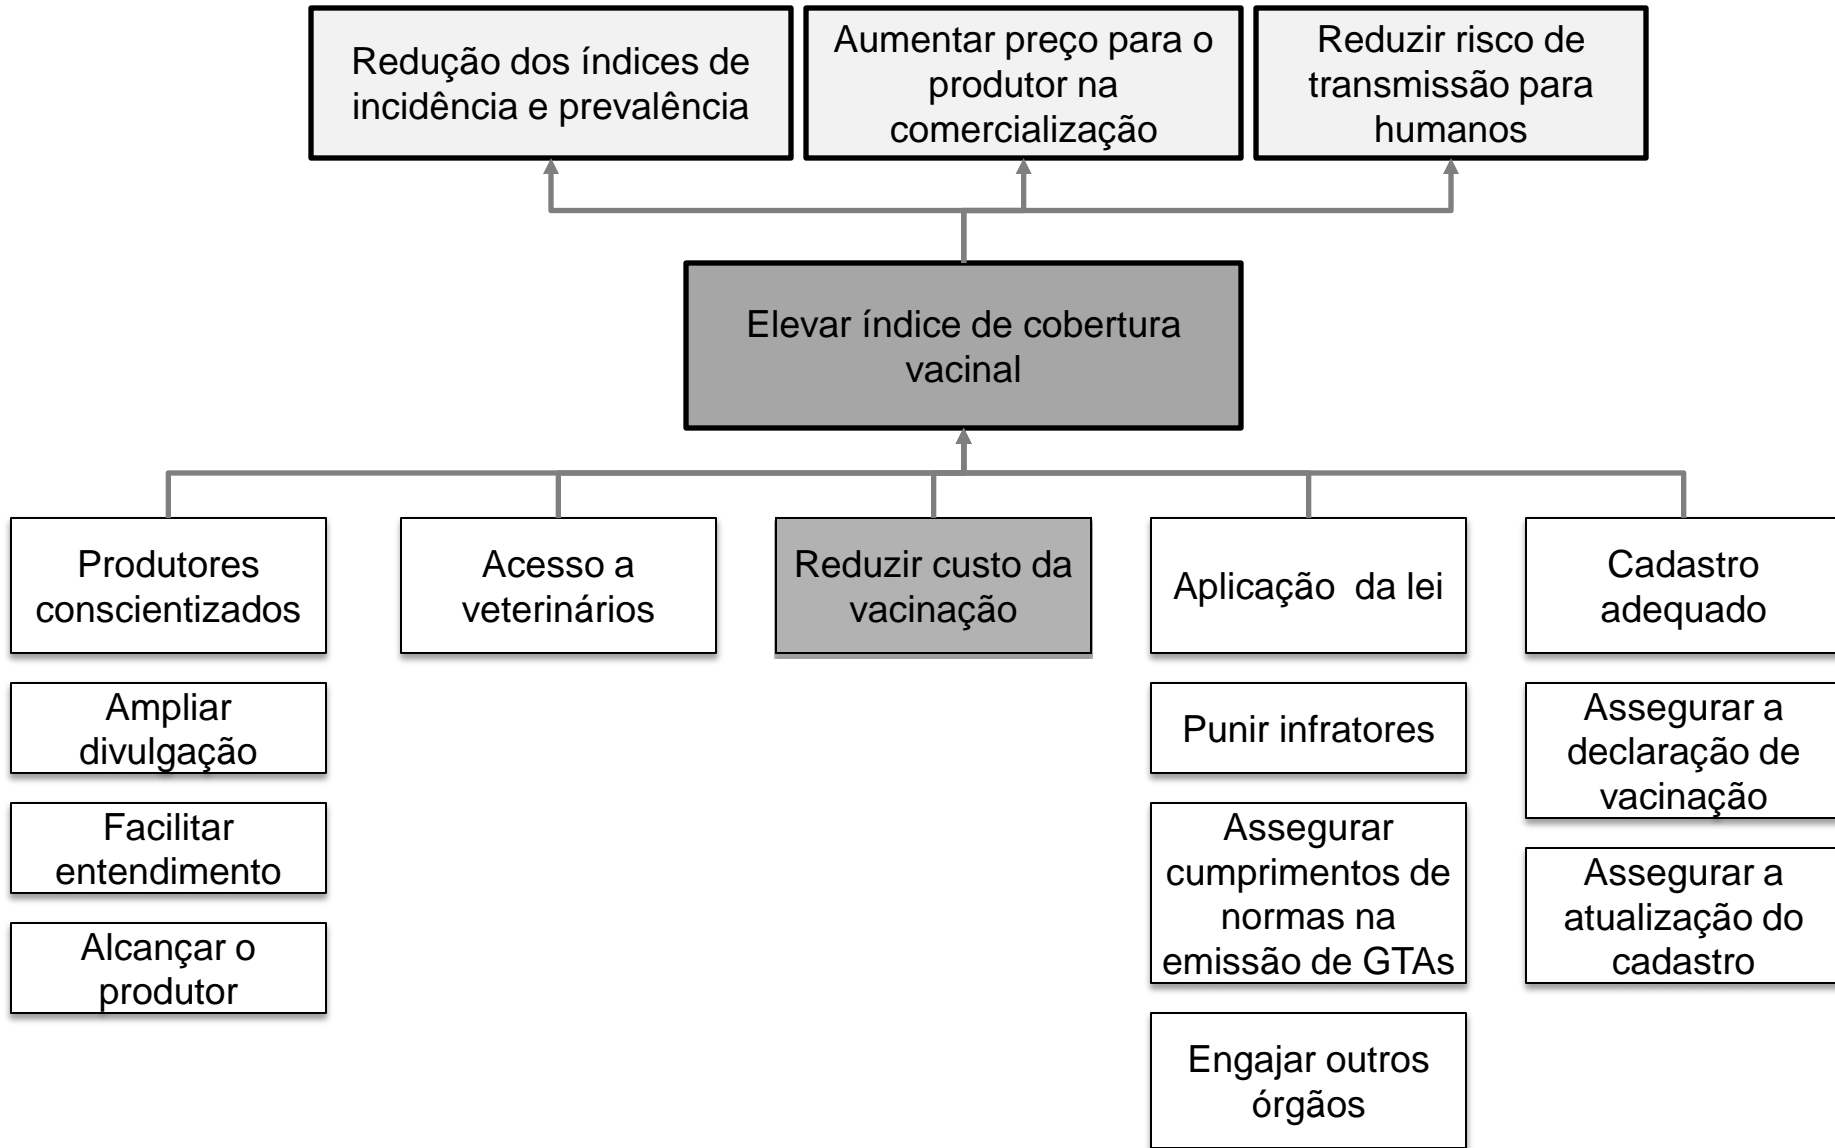 Redução dos índices de
incidência e prevalência
Aumentar preço para o
produtor na
comercialização
Reduzir risco de
transmissão para
humanos
Elevar índice de cobertura
vacinal
Produtores
conscientizados
Acesso a
veterinários
Reduzir custo da
vacinação
Aplicação  da lei
Cadastro
adequado
Ampliar
divulgação
Facilitar
entendimento
Alcançar o
produtor
Punir infratores
Assegurar
cumprimentos de
normas na
emissão de GTAs
Engajar outros
órgãos
Assegurar a
declaração de
vacinação
Assegurar a
atualização do
cadastro